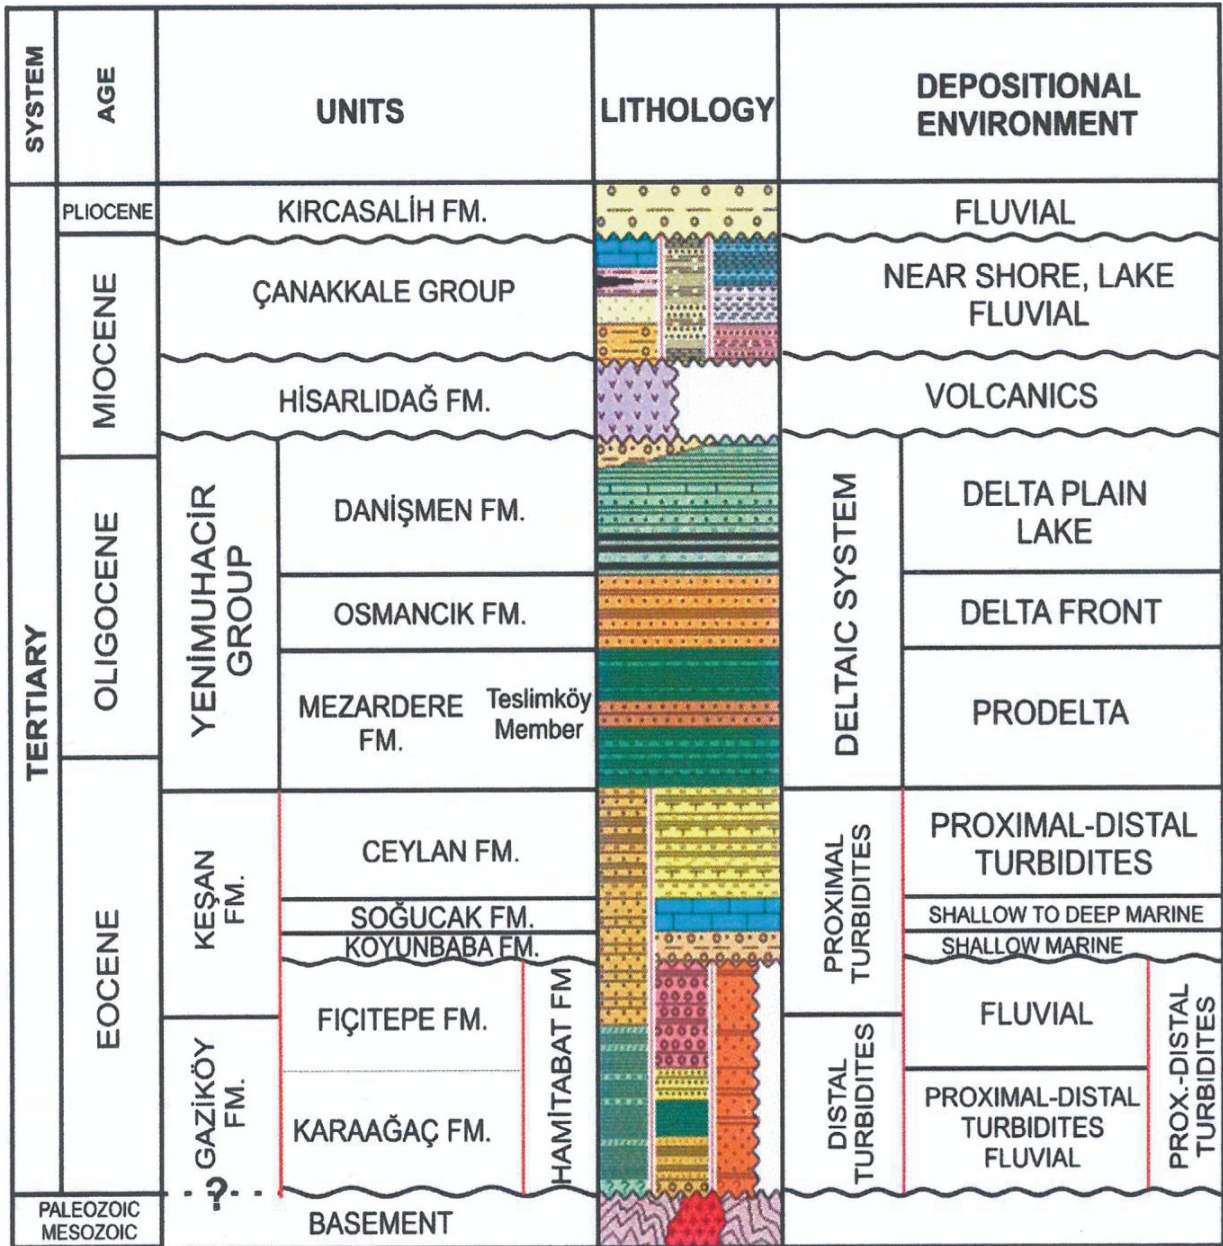 SYSTEM
AGE
UNITS
LITHOLOGY
DEPOSITIONAL
ENVIRONMENT
TERTIARY
PLIOCENE
KIRCASALİH FM.
FLUVIAL
MIOCENE
ÇANAKKALE GROUP
NEAR SHORE, LAKE
FLUVIAL
HİSARLIDAĞ FM.
VOLCANICS
OLIGOCENE
YENİMUHACİR
GROUP
DANİŞMEN FM.
DELTAIC SYSTEM
DELTA PLAIN
LAKE
OSMANCIK FM.
DELTA FRONT
MEZARDERE
FM.
Teslimköy
Member
PRODELTA
EOCENE
KEŞAN
FM.
CEYLAN FM.
PROXIMAL
TURBIDITES
PROXIMAL-DISTAL
TURBIDITES
SOĞUCAK FM.
SHALLOW TO DEEP MARINE
KOYUNBABA FM.
SHALLOW MARINE
GAZİKÖY
FM.
FIÇITEPE FM.
HAMİTABAT FM
DISTAL
TURBIDITES
FLUVIAL
PROX.-DISTAL
TURBIDITES
KARAAĞAÇ FM.
PROXIMAL-DISTAL
TURBIDITES
FLUVIAL
?
PALEOZOIC
MESOZOIC
BASEMENT